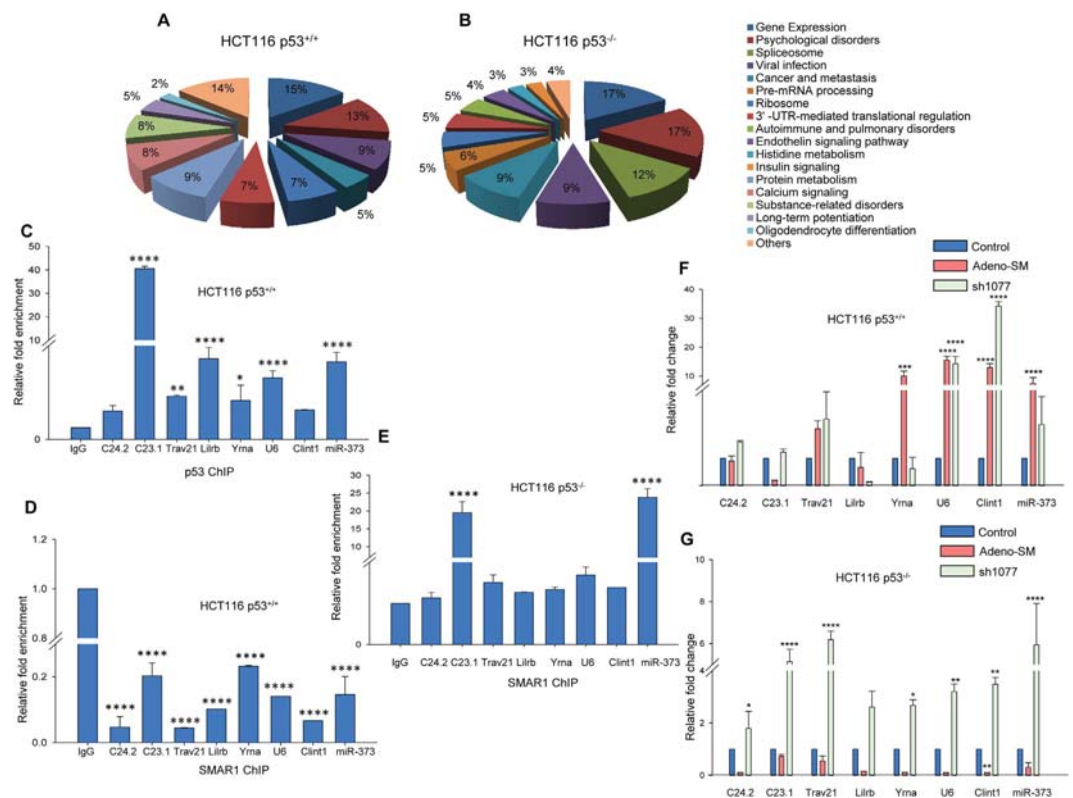 A
HCT116 p53+/+
14%
15%
13%
9%
5%
7%
7%
9%
8%
8%
5%
2%
B
HCT116 p53-/-
17%
17%
12%
9%
9%
6%
5%
5%
5%
4%
4%
3%
3%
4%
Gene Expression
Psychological disorders
Spliceosome
Viral infection
Cancer and metastasis
Pre-mRNA processing
Ribosome
3' -UTR-mediated translational regulation
Autoimmune and pulmonary disorders
Endothelin signaling pathway
Histidine metabolism
Insulin signaling
Protein metabolism
Calcium signaling
Substance-related disorders
Long-term potentiation
Oligodendrocyte differentiation
Others
C
HCT116 p53+/+
Relative fold enrichment
50
40
30
20
10
0
****
**
****
*
****
****
IgG C24.2 C23.1 Trav21 Lilrb Yrna U6 Clint1 miR-373
p53 ChIP
D
HCT116 p53+/+
Relative fold enrichment
1.2
1.0
0.8
0.2
0.0
****
****
****
****
****
****
****
****
IgG C24.2 C23.1 Trav21 Lilrb Yrna U6 Clint1 miR-373
SMAR1 ChIP
E
HCT116 p53-/-
Relative fold enrichment
30
25
20
15
10
5
0
****
****
IgG C24.2 C23.1 Trav21 Lilrb Yrna U6 Clint1 miR-373
SMAR1 ChIP
F
Control
Adeno-SM
sh1077
HCT116 p53+/+
Relative fold change
40
30
20
10
***
****
****
****
****
****
C24.2 C23.1 Trav21 Lilrb Yrna U6 Clint1 miR-373
G
Control
Adeno-SM
sh1077
HCT116 p53-/-
Relative fold change
10
8
6
4
2
0
*
****
****
*
**
**
**
****
C24.2 C23.1 Trav21 Lilrb Yrna U6 Clint1 miR-373